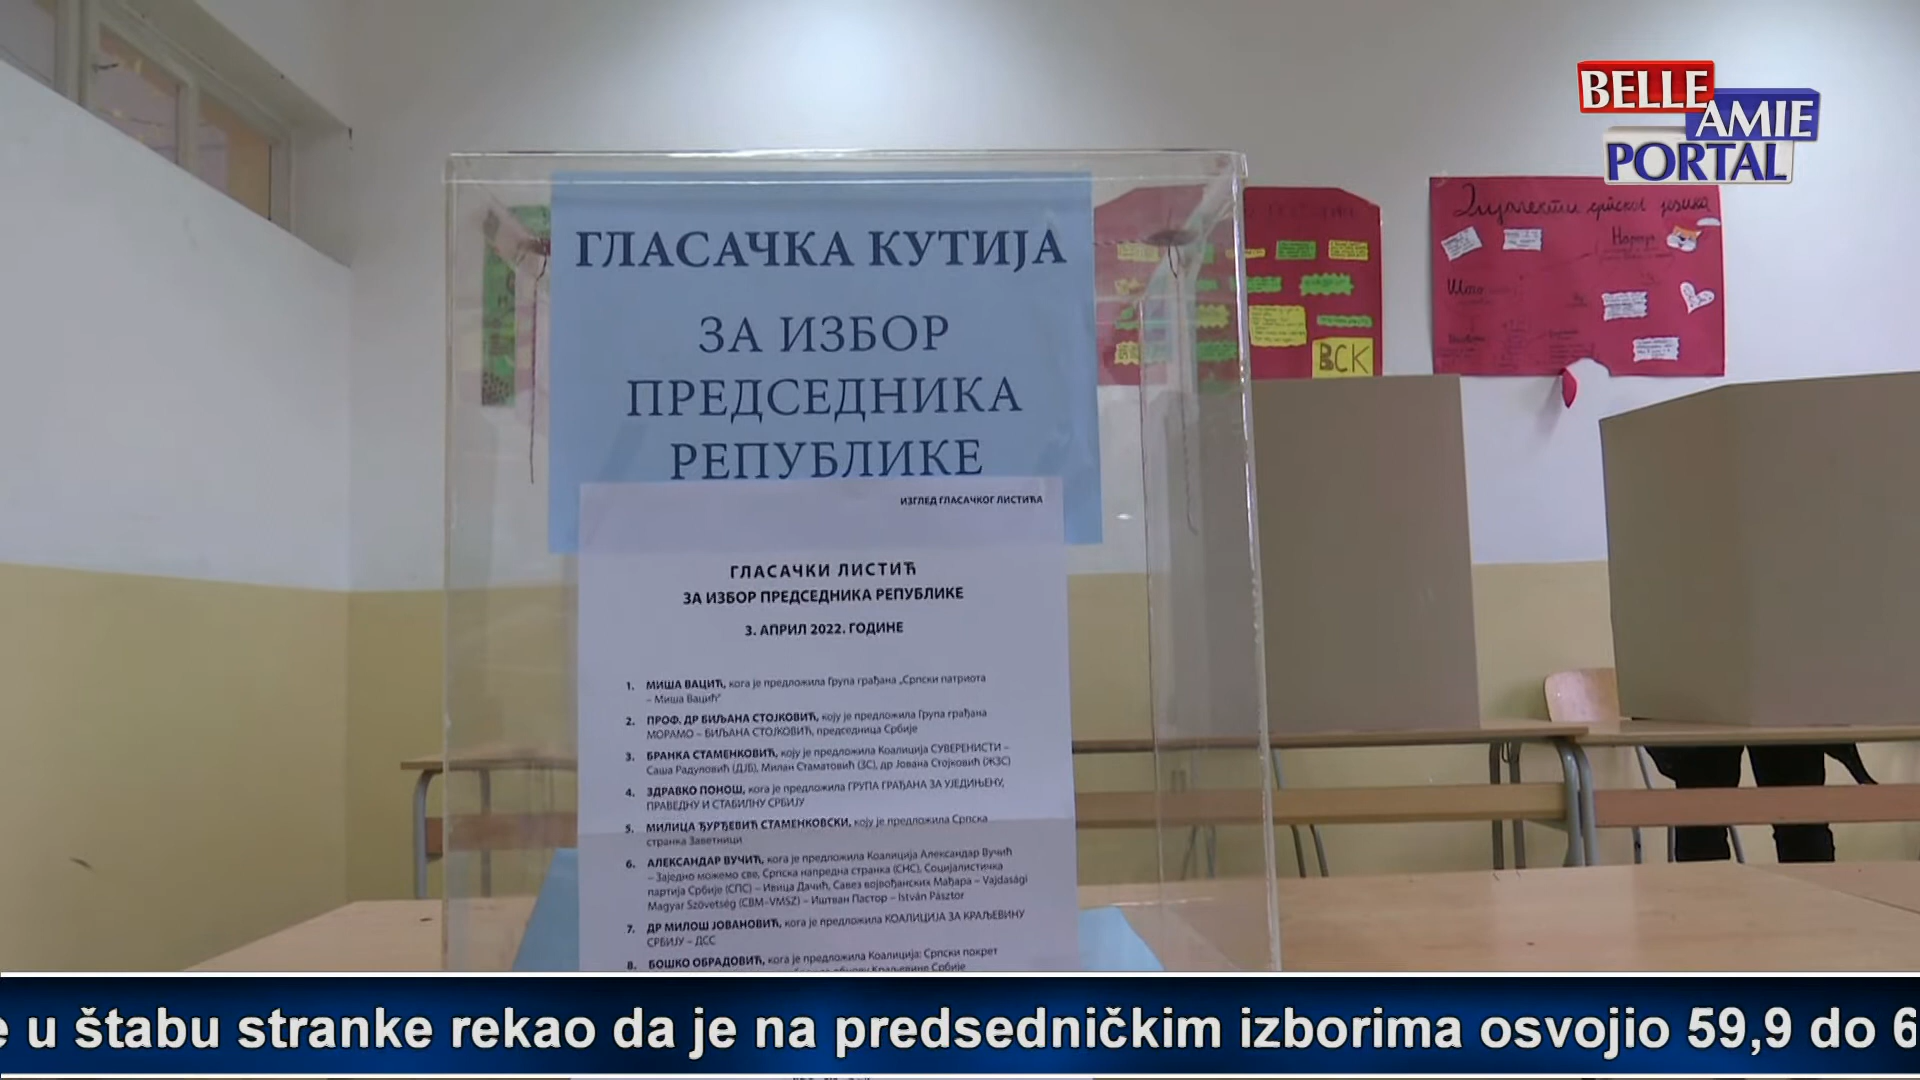 BELLE
AMIE
PORTAL
ГЛАСАЧКА КУТИЈА
ЗА ИЗБОР
ПРЕДСЕДНИКА
РЕПУБЛИКЕ
ИЗГЛЕД ГЛАСАЧКОГ ЛИСТИЋА
ГЛАСАЧКИ ЛИСТИЋ
ЗА ИЗБОР ПРЕДСЕДНИКА РЕПУБЛИКЕ
3. АПРИЛ 2022. ГОДИНЕ
1. МИША ВАЦИЋ, кога је предложила Група грађана „Српски патриота
– Миша Вацић“
2. ПРОФ. ДР БИЉАНА СТОЈКОВИЋ, коју је предложила Група грађана
МОРАМО – БИЉАНА СТОЈКОВИЋ, председница Србије
3. БРАНКА СТАМЕНКОВИЋ, коју је предложила Коалиција СУВЕРЕНИСТИ –
Саша Радуловић (ДЈБ), Милан Стаматовић (ЗС), др Јована Стојковић (ЖЗС)
4. ЗДРАВКО ПОНОШ, кога је предложила ГРУПА ГРАЂАНА ЗА УЈЕДИЊЕНУ,
ПРАВЕДНУ И СТАБИЛНУ СРБИЈУ
5. МИЛИЦА ЂУРЂЕВИЋ СТАМЕНКОВСКИ, коју је предложила Српска
странка Заветници
6. АЛЕКСАНДАР ВУЧИЋ, кога је предложила Коалиција Александар Вучић
– Заједно можемо све, Српска напредна странка (СНС), Социјалистичка
партија Србије (СПС) – Ивица Дачић, Савез војвођанских Мађара – Vajdasági
Magyar Szövetség (СВМ–VMSZ) – Иштван Пастор – István Pásztor
7. ДР МИЛОШ ЈОВАНОВИЋ, кога је предложила КОАЛИЦИЈА ЗА КРАЉЕВИНУ
СРБИЈУ – ДСС
8. БОШКО ОБРАДОВИЋ, кога је предложила Коалиција: Српски покрет
обнову Краљевине Србије
Дијалекти српског језика
ВСК
e u štabu stranke rekao da je na predsedničkim izborima osvojio 59,9 do 6